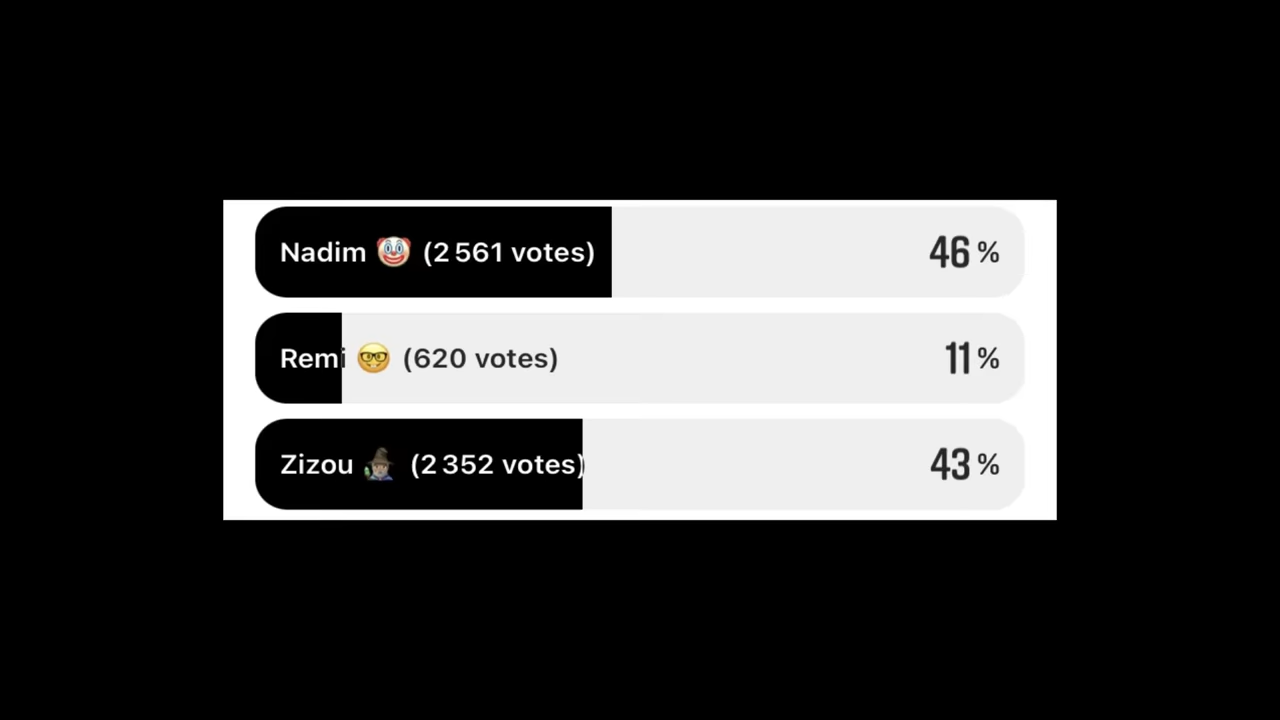 Nadim 🤡 (2 561 votes) 46 %
Remi 🤓 (620 votes) 11 %
Zizou 🧙🏼‍♂️ (2 352 votes) 43 %